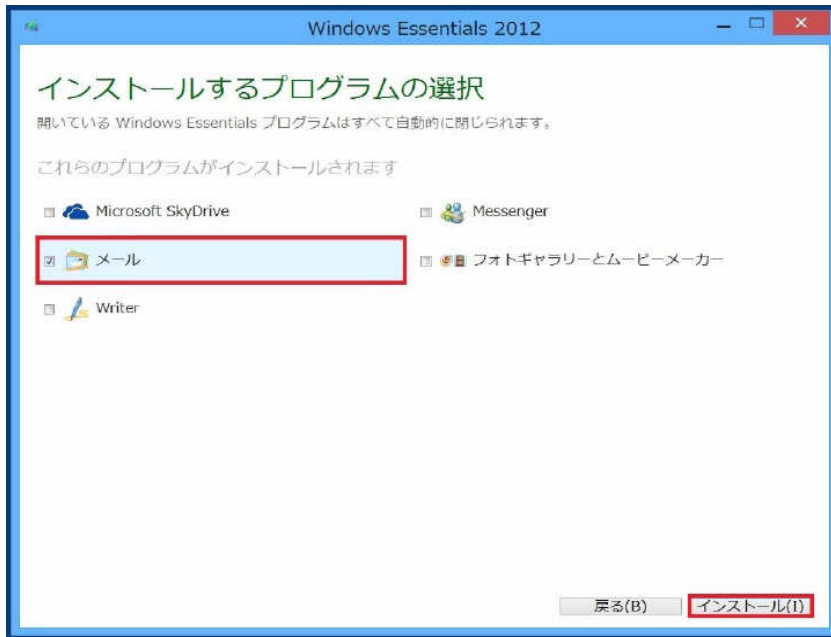 Windows Essentials 2012
インストールするプログラムの選択
開いている Windows Essentials プログラムはすべて自動的に閉じられます。
これらのプログラムがインストールされます
Microsoft SkyDrive
Messenger
メール
フォトギャラリーとムービーメーカー
Writer
戻る(B)
インストール(I)